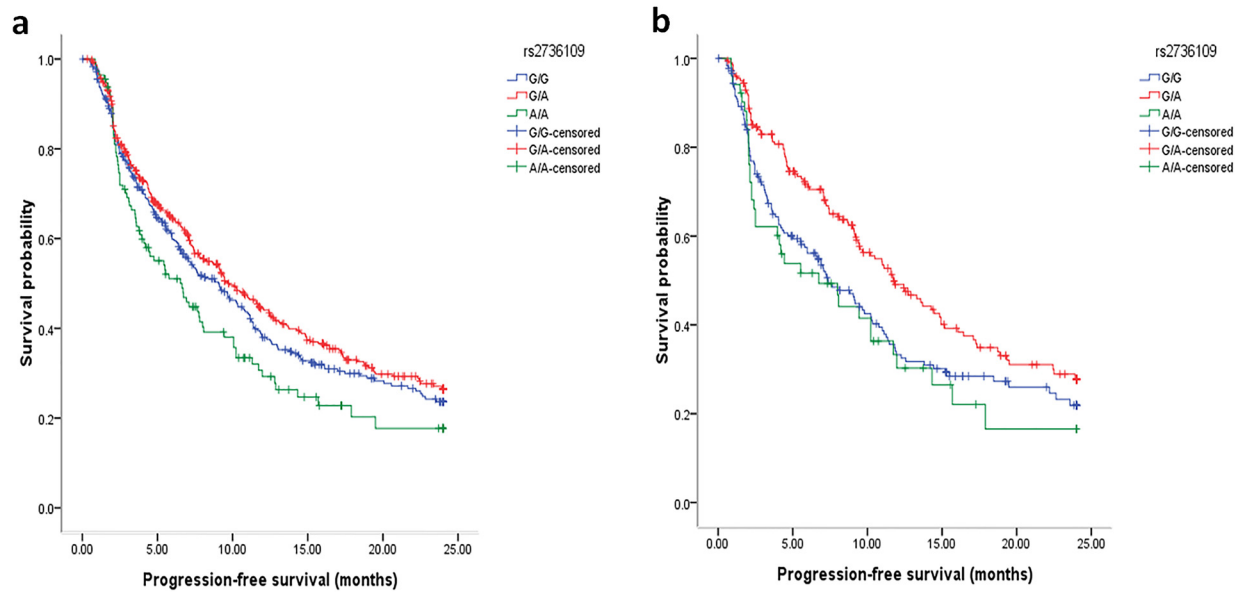 a
rs2736109
G/G
G/A
A/A
G/G-censored
G/A-censored
A/A-censored
Survival probability
1.0
0.8
0.6
0.4
0.2
0.0
0.00 5.00 10.00 15.00 20.00 25.00
Progression-free survival (months)
b
rs2736109
G/G
G/A
A/A
G/G-censored
G/A-censored
A/A-censored
Survival probability
1.0
0.8
0.6
0.4
0.2
0.0
0.00 5.00 10.00 15.00 20.00 25.00
Progression-free survival (months)